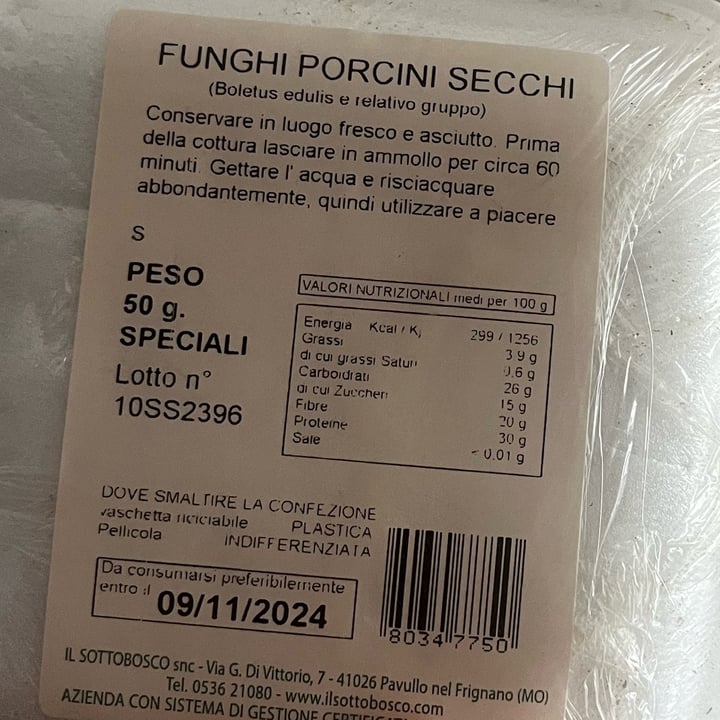 FUNGHI PORCINI SECCHI
(Boletus edulis e relativo gruppo)
Conservare in luogo fresco e asciutto. Prima
della cottura lasciare in ammollo per circa 60
minuti. Gettare l' acqua e risciacquare
abbondantemente, quindi utilizzare a piacere
S
PESO
50 g.
SPECIALI
Lotto n°
10SS2396
VALORI NUTRIZIONALI medi per 100 g
Energia Kcal / Kj 299 / 1256
Grassi 3.9 g
di cui grassi Saturi 0.6 g
Carboidrati 26 g
di cui Zuccheri 15 g
Fibre 20 g
Proteine 30 g
Sale < 0.01 g
DOVE SMALTIRE LA CONFEZIONE
vaschetta riciclabile PLASTICA
Pellicola INDIFFERENZIATA
Da consumarsi preferibilmente
entro il 09/11/2024
8034 7750
IL SOTTOBOSCO snc - Via G. Di Vittorio, 7 - 41026 Pavullo nel Frignano (MO)
Tel. 0536 21080 - www.ilsottobosco.com
AZIENDA CON SISTEMA DI GESTIONE